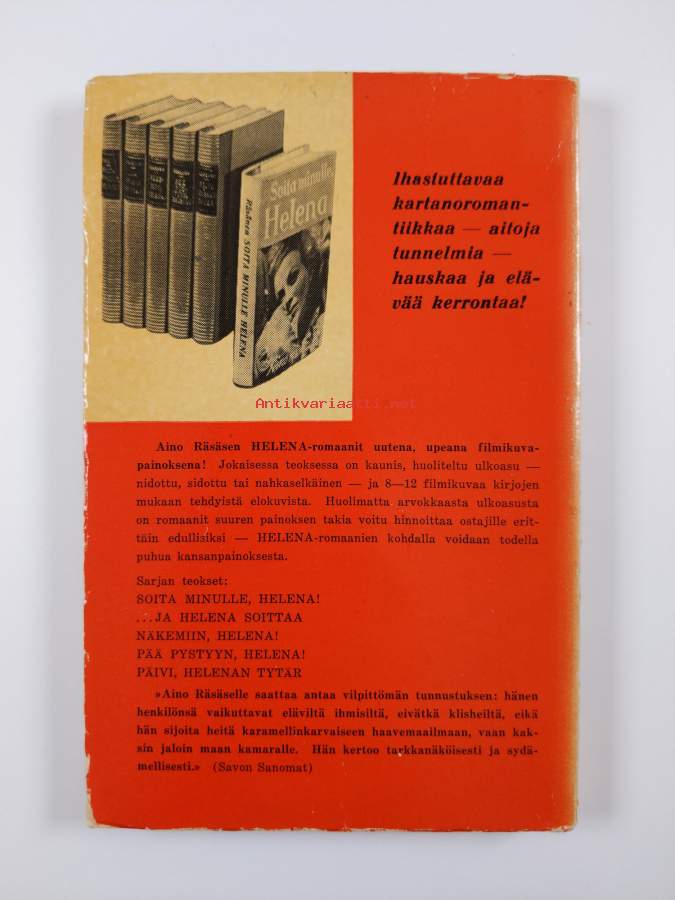 Soita minulle,
Helena
Räsänen SOITA MINULLE HELENA
Ihastuttavaa
kartanoroman-
tiikkaa — aitoja
tunnelmia —
hauskaa ja elä-
vää kerrontaa!
Antikvariaatti.net
Aino Räsäsen HELENA-romaanit uutena, upeana filmikuva-
painoksena! Jokaisessa teoksessa on kaunis, huoliteltu ulkoasu —
nidottu, sidottu tai nahkaselkäinen — ja 8—12 filmikuvaa kirjojen
mukaan tehdyistä elokuvista. Huolimatta arvokkaasta ulkoasusta
on romaanit suuren painoksen takia voitu hinnoittaa ostajille erit-
täin edullisiksi — HELENA-romaanien kohdalla voidaan todella
puhua kansanpainoksesta.
Sarjan teokset:
SOITA MINULLE, HELENA!
...JA HELENA SOITTAA
NÄKEMIIN, HELENA!
PÄÄ PYSTYYN, HELENA!
PÄIVI, HELENAN TYTÄR
»Aino Räsäselle saattaa antaa vilpittömän tunnustuksen: hänen
henkilönsä vaikuttavat eläviltä ihmisiltä, eivätkä klisheiltä, eikä
hän sijoita heitä karamellinkarvaiseen haavemaailmaan, vaan kak-
sin jaloin maan kamaralle. Hän kertoo tarkkanäköisesti ja sydä-
mellisesti.» (Savon Sanomat)